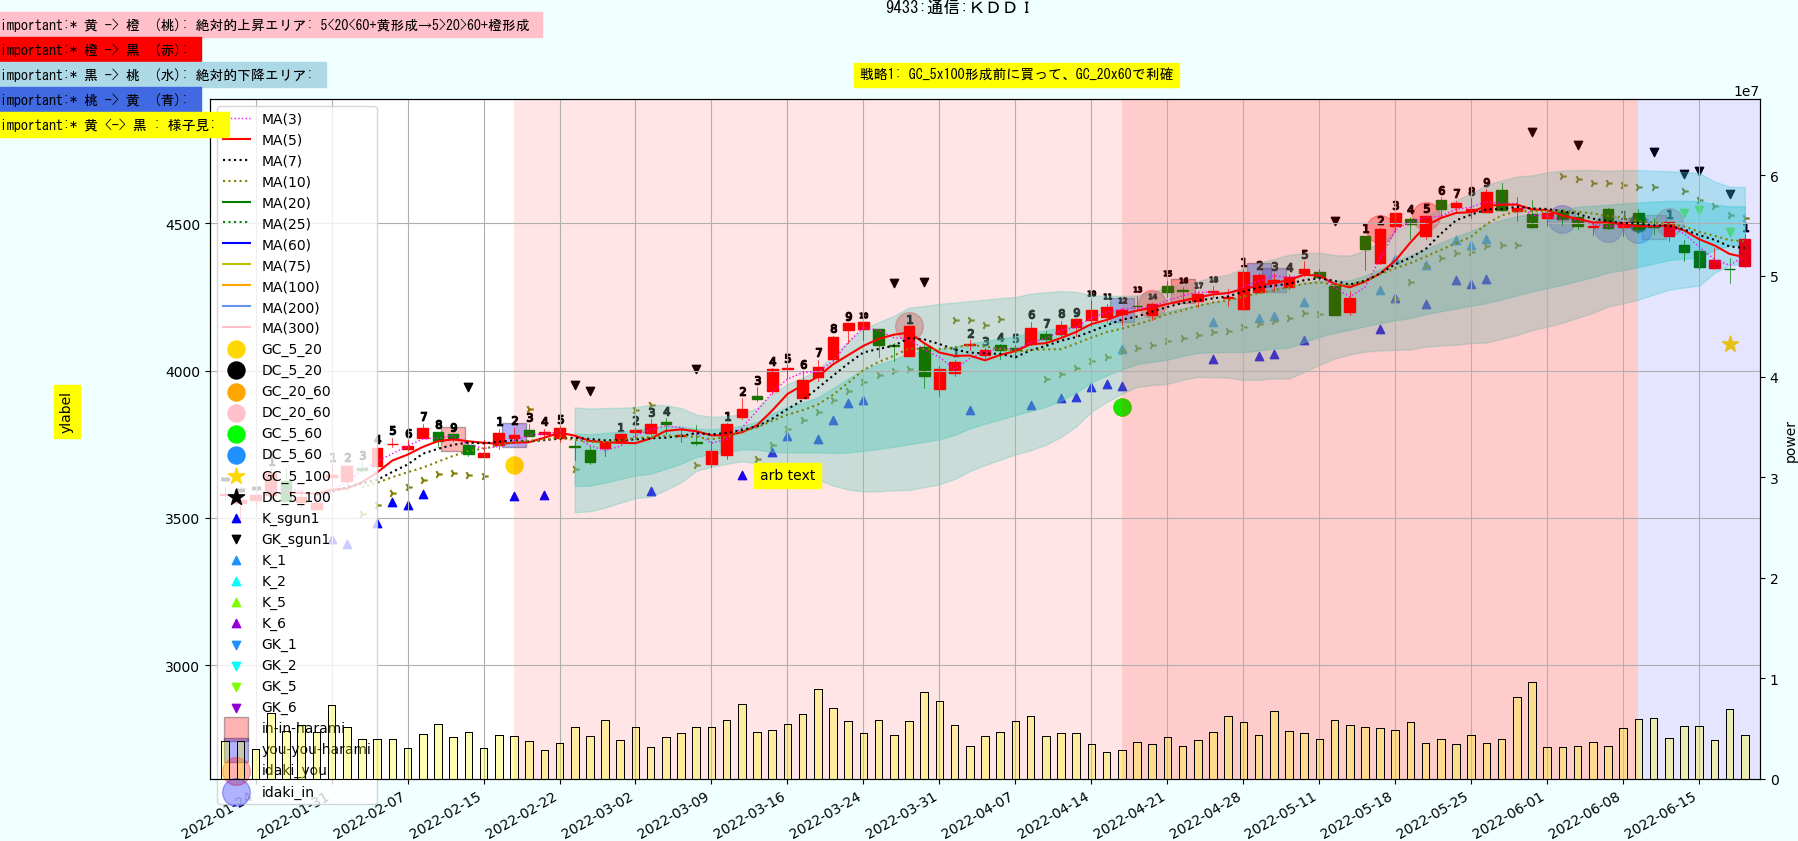 9433:通信:ＫＤＤＩ
important:* 黄 -> 橙 （桃）: 絶対的上昇エリア: 5<20<60+黄形成→5>20>60+橙形成
important:* 橙 -> 黒 （赤）:
important:* 黒 -> 桃 （水）: 絶対的下降エリア:
戦略1: GC_5x100形成前に買って、GC_20x60で利確
important:* 桃 -> 黄 （青）:
important:* 黄 <-> 黒 : 様子見:
1e7
MA(3)
MA(5)
MA(7)
MA(10)
MA(20)
MA(25)
MA(60)
MA(75)
MA(100)
MA(200)
MA(300)
GC_5_20
DC_5_20
GC_20_60
DC_20_60
GC_5_60
DC_5_60
GC_5_100
DC_5_100
K_sgun1
GK_sgun1
K_1
K_2
K_5
K_6
GK_1
GK_2
GK_5
GK_6
in-in-harami
you-you-harami
idaki_you
idaki_in
ylabel
4500
4000
3500
3000
arb text
power
6
5
4
3
2
1
0
2022-01-24
2022-01-31
2022-02-07
2022-02-15
2022-02-22
2022-03-02
2022-03-09
2022-03-16
2022-03-24
2022-03-31
2022-04-07
2022-04-14
2022-04-21
2022-04-28
2022-05-11
2022-05-18
2022-05-25
2022-06-01
2022-06-08
2022-06-15